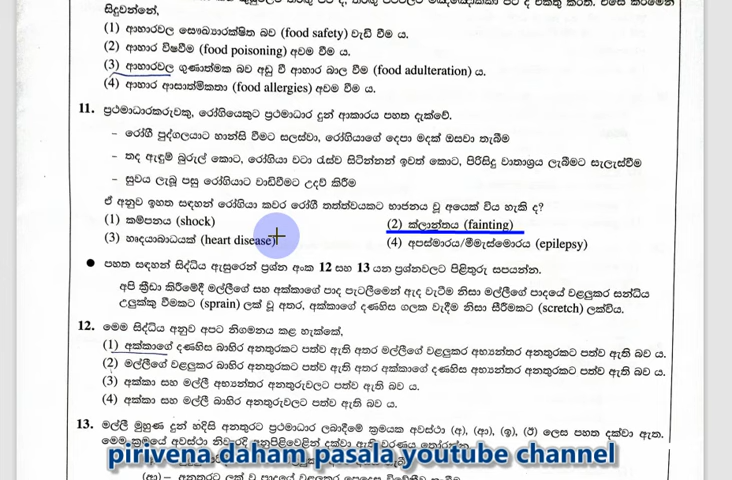 සිදුවන්නේ,
(1) ආහාරවල සෞඛ්‍යාරක්ෂිත බව (food safety) වැඩි වීම ය.
(2) ආහාර විෂවීම (food poisoning) අවම වීම ය.
(3) ආහාරවල ගුණාත්මක බව අඩු වී ආහාර බාල වීම (food adulteration) ය.
(4) ආහාර ආසාත්මිකතා (food allergies) අවම වීම ය.
11. ප්‍රථමාධාරකරුවකු, රෝගියෙකුට ප්‍රථමාධාර දුන් ආකාරය පහත දැක්වේ.
– රෝගී පුද්ගලයාට හාන්සි වීමට සලස්වා, රෝගියාගේ දෙපා මදක් ඔසවා තැබීම
– තද ඇඳුම් බුරුල් කොට, රෝගියා වටා රැස්ව සිටින්නන් ඉවත් කොට, පිරිසිදු වාතාශ්‍රය ලැබීමට සැලැස්වීම
– සුවය ලැබූ පසු රෝගියාට වාඩිවීමට උදව් කිරීම
ඒ අනුව ඉහත සඳහන් රෝගියා කවර රෝගී තත්ත්වයකට භාජනය වූ අයෙක් විය හැකි ද?
(1) කම්පනය (shock) (2) ක්ලාන්තය (fainting)
(3) හෘදයාබාධයක් (heart disease) (4) අපස්මාරය/මීමැස්මොරය (epilepsy)
● පහත සඳහන් සිද්ධිය ඇසුරෙන් ප්‍රශ්න අංක 12 සහ 13 යන ප්‍රශ්නවලට පිළිතුරු සපයන්න.
අපි ක්‍රීඩා කිරීමේදී මල්ලීගේ සහ අක්කාගේ පාද පැටලීමෙන් ඇද වැටීම නිසා මල්ලීගේ පාදයේ වළලුකර සන්ධිය
උලුක්කු වීමකට (sprain) ලක් වූ අතර, අක්කාගේ දණහිස ගලක වැදීම නිසා සීරීමකට (scretch) ලක්විය.
12. මෙම සිද්ධිය අනුව අපට නිගමනය කළ හැක්කේ,
(1) අක්කාගේ දණහිස බාහිර අනතුරකට පත්ව ඇති අතර මල්ලීගේ වළලුකර අභ්‍යන්තර අනතුරකට පත්ව ඇති බව ය.
(2) මල්ලීගේ වළලුකර බාහිර අනතුරකට පත්ව ඇති අතර අක්කාගේ දණහිස අභ්‍යන්තර අනතුරකට පත්ව ඇති බව ය.
(3) අක්කා සහ මල්ලී අභ්‍යන්තර අනතුරුවලට පත්ව ඇති බව ය.
(4) අක්කා සහ මල්ලී බාහිර අනතුරුවලට පත්ව ඇති බව ය.
13. මල්ලී මුහුණ දුන් හදිසි අනතුරට ප්‍රථමාධාර ලබාදීමේ ක්‍රමයක අවස්ථා (අ), (ආ), (ඉ), (ඊ) ලෙස පහත දක්වා ඇත.
මෙම ක්‍රමයේ අවස්ථා නිවැරදි අනුපිළිවෙළින් දක්වා ඇති වරණය තෝරන්න.
pirivena daham pasala youtube channel